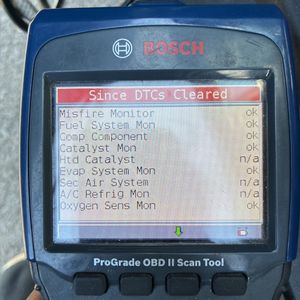 BOSCH
Since DTCs Cleared
Misfire Monitor ok
Fuel System Mon ok
Comp Component ok
Catalyst Mon ok
Htd Catalyst n/a
Evap System Mon ok
Sec Air System n/a
A/C Refrig Mon n/a
Oxygen Sens Mon ok
ProGrade OBD II Scan Tool